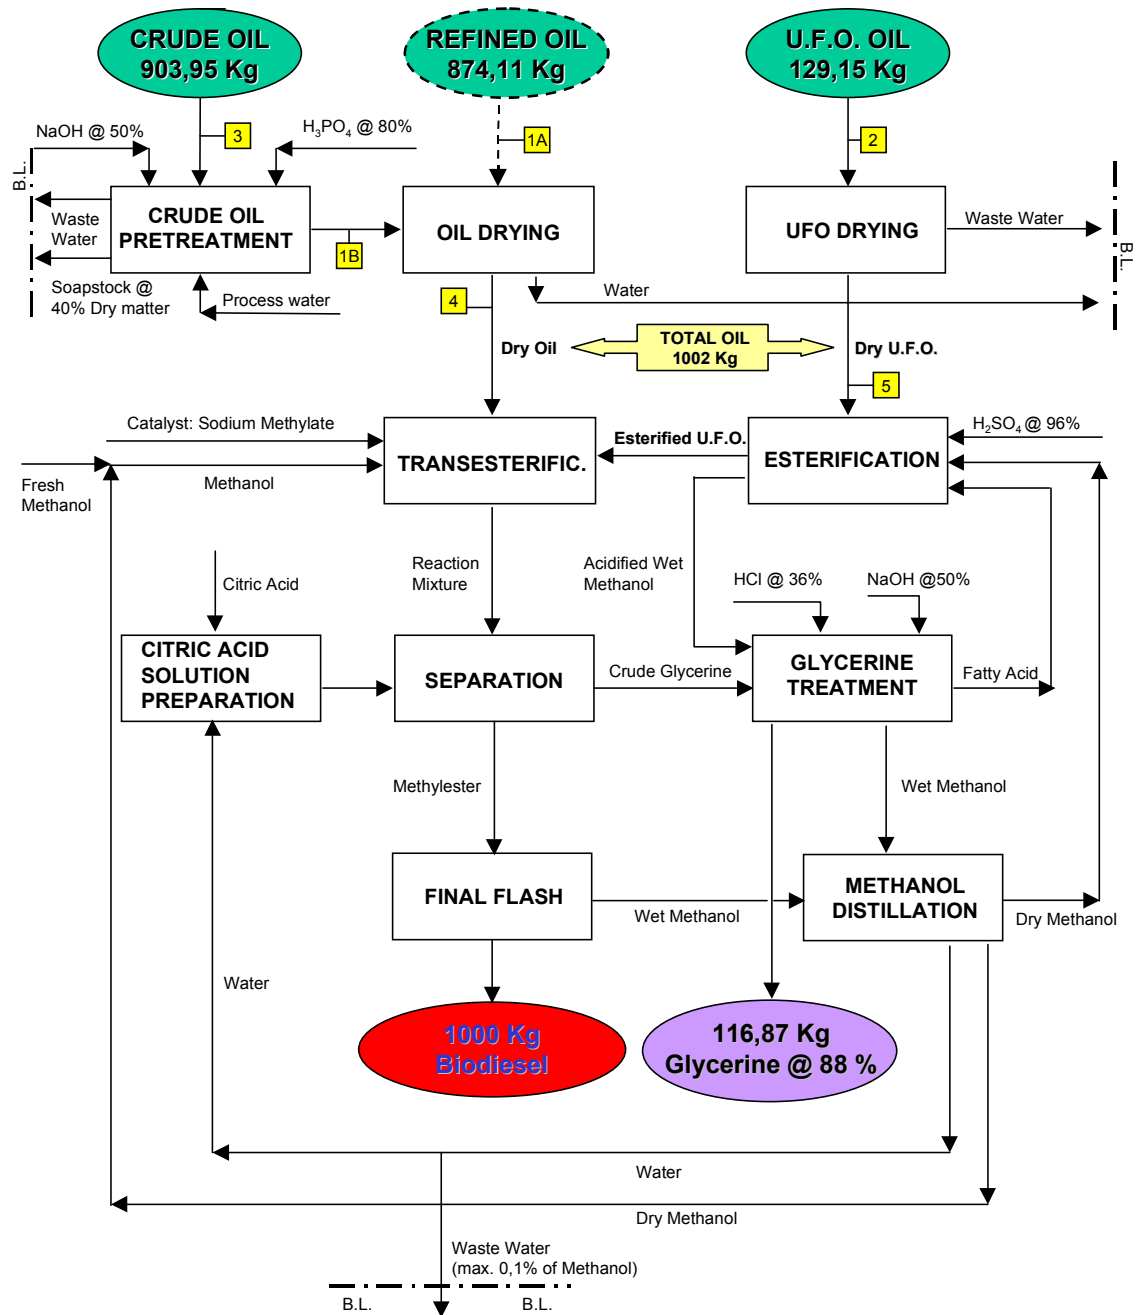 CRUDE OIL
903,95 Kg
REFINED OIL
874,11 Kg
U.F.O. OIL
129,15 Kg
NaOH @ 50%
3
H3PO4 @ 80%
1A
2
B.L.
CRUDE OIL
PRETREATMENT
Waste
Water
1B
OIL DRYING
UFO DRYING
Waste Water
B.L.
Soapstock @
40% Dry matter
Process water
4
Water
Dry Oil
TOTAL OIL
1002 Kg
Dry U.F.O.
5
Catalyst: Sodium Methylate
TRANSESTERIFIC.
Esterified U.F.O.
ESTERIFICATION
H2SO4 @ 96%
Fresh
Methanol
Methanol
Citric Acid
Reaction
Mixture
Acidified Wet
Methanol
HCl @ 36%
NaOH @50%
CITRIC ACID
SOLUTION
PREPARATION
SEPARATION
Crude Glycerine
GLYCERINE
TREATMENT
Fatty Acid
Methylester
Wet Methanol
FINAL FLASH
Wet Methanol
METHANOL
DISTILLATION
Dry Methanol
Water
1000 Kg
Biodiesel
116,87 Kg
Glycerine @ 88 %
Water
Dry Methanol
Waste Water
(max. 0,1% of Methanol)
B.L.
B.L.